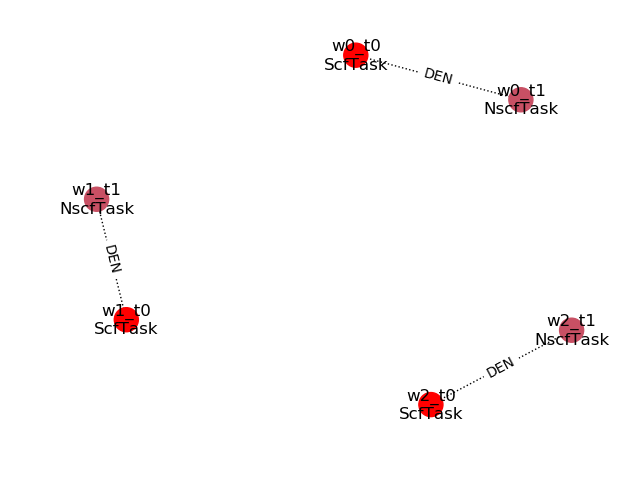 w0_t0
ScfTask
DEN
w0_t1
NscfTask
w1_t1
NscfTask
DEN
w1_t0
ScfTask
w2_t1
NscfTask
DEN
w2_t0
ScfTask